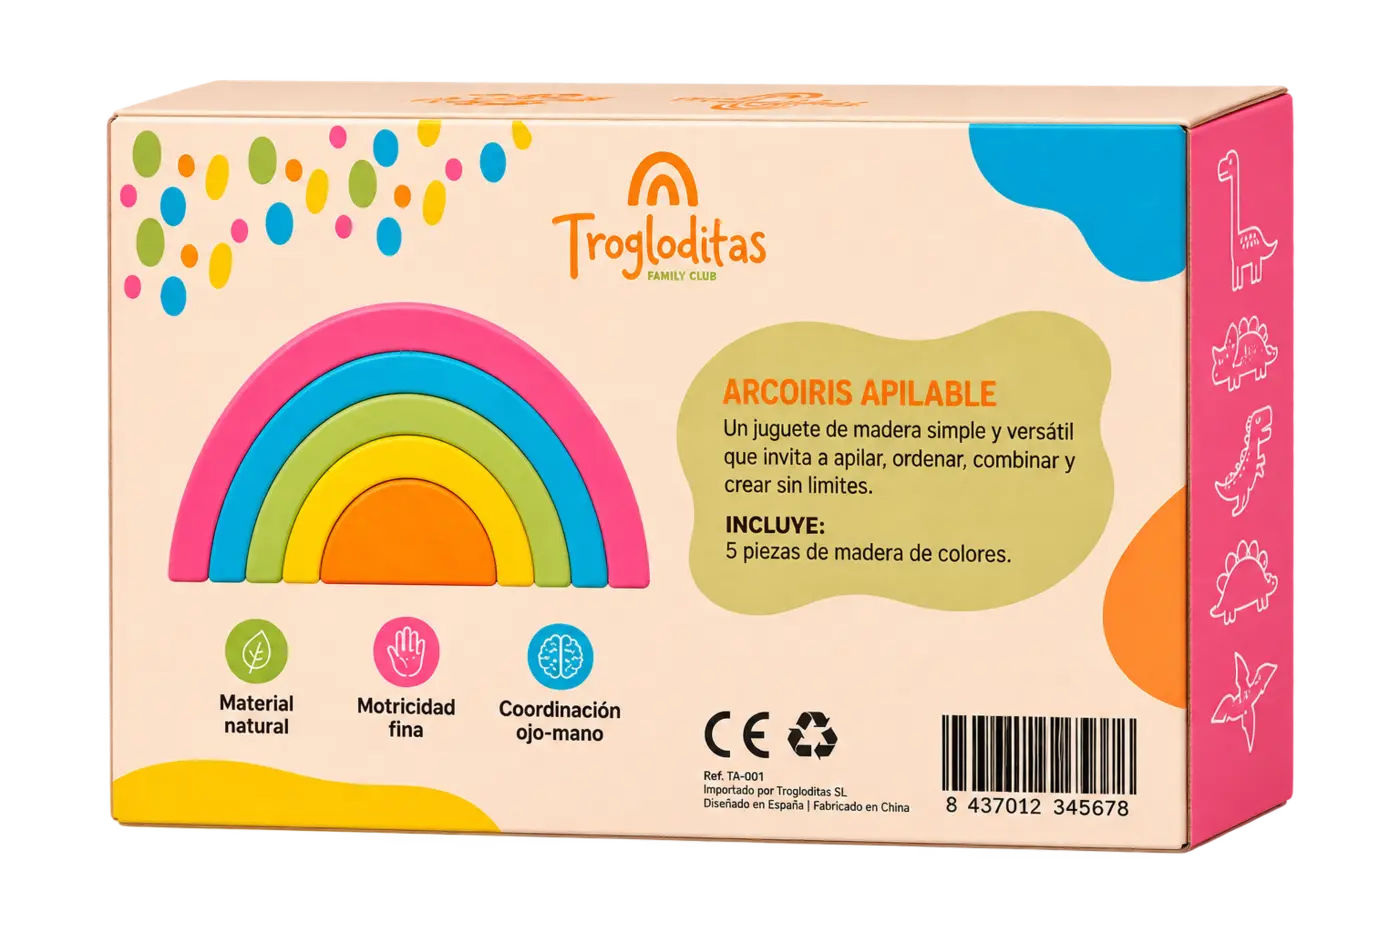 Trogloditas
FAMILY CLUB
ARCOIRIS APILABLE
Un juguete de madera simple y versátil
que invita a apilar, ordenar, combinar y
crear sin limites.
INCLUYE:
5 piezas de madera de colores.
Material
natural
Motricidad
fina
Coordinación
ojo-mano
CE
Ref. TA-001
Importado por Trogloditas SL
Diseñado en España | Fabricado en China
8 437012 345678